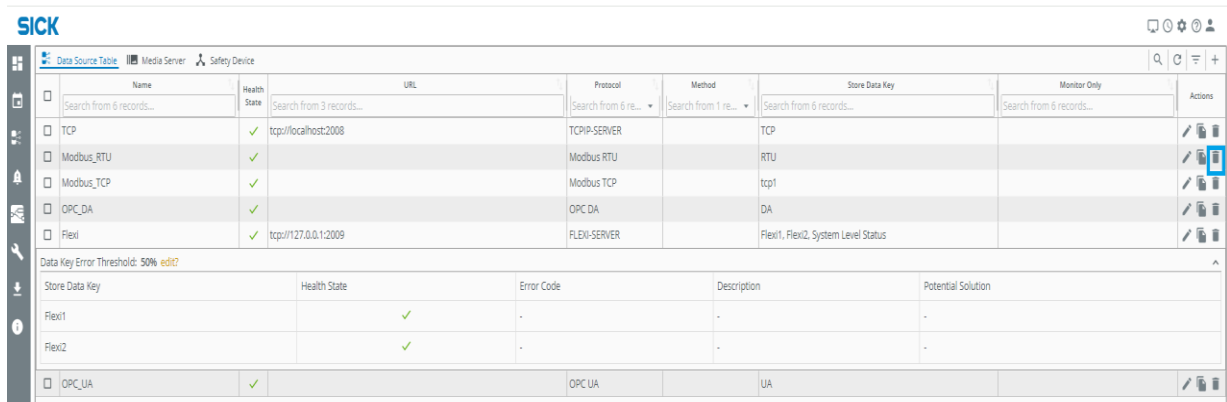 SICK
Data Source Table Media Server Safety Device
Name Health State URL Protocol Method Store Data Key Monitor Only Actions
Search from 6 records... Search from 3 records... Search from 6 re... Search from 1 re... Search from 6 records... Search from 6 records...
TCP tcp://localhost:2008 TCPIP-SERVER TCP
Modbus_RTU Modbus RTU RTU
Modbus_TCP Modbus TCP tcp1
OPC_DA OPC DA DA
Flexi tcp://127.0.0.1:2009 FLEXI-SERVER Flexi1, Flexi2, System Level Status
Data Key Error Threshold: 50% edit?
Store Data Key Health State Error Code Description Potential Solution
Flexi1 - - -
Flexi2 - - -
OPC_UA OPC UA UA